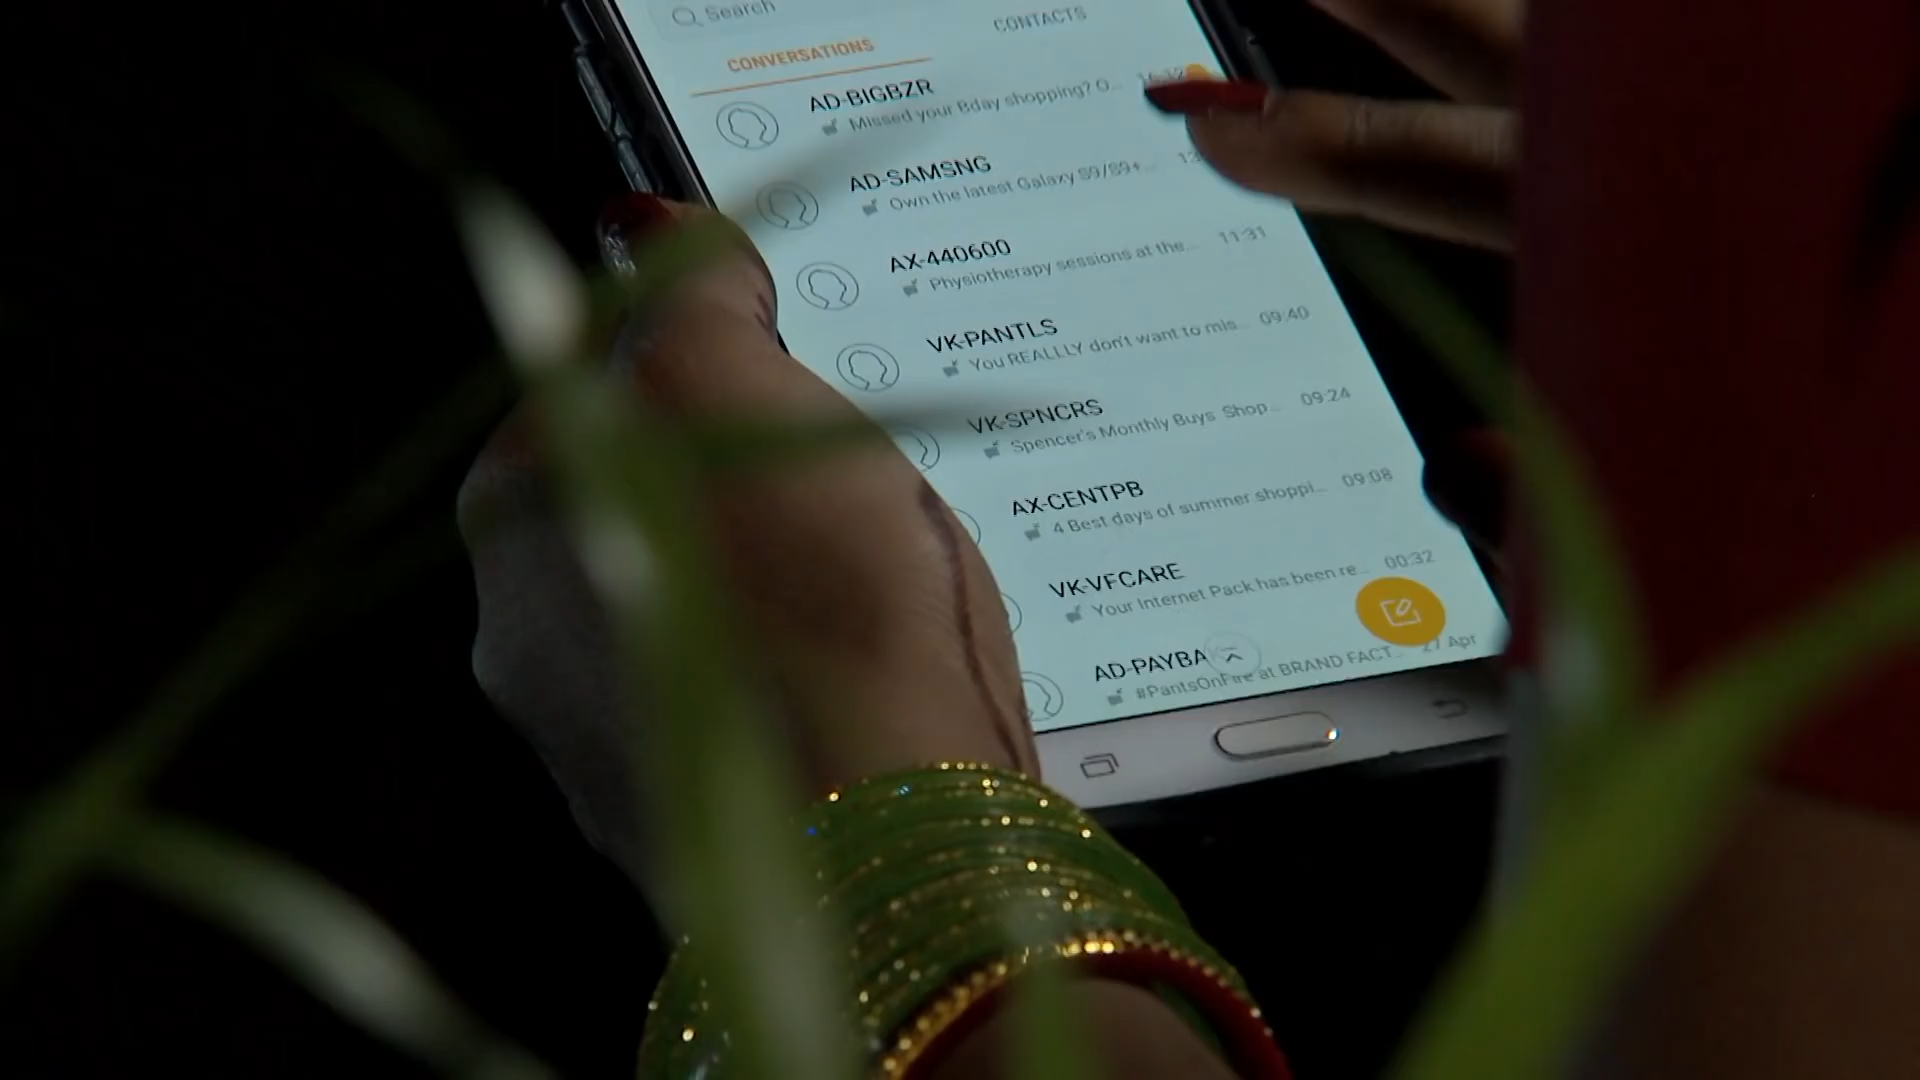 Search
CONVERSATIONS
CONTACTS
AD-BIGBZR
Missed your Bday shopping? O...
16:32
AD-SAMSNG
Own the latest Galaxy S9/S9+...
13
AX-440600
Physiotherapy sessions at the...
11:31
VK-PANTLS
You REALLLY don't want to mis...
09:40
VK-SPNCRS
Spencer's Monthly Buys Shop...
09:24
AX-CENTPB
4 Best days of summer shoppi...
09:08
VK-VFCARE
Your Internet Pack has been re...
00:32
AD-PAYBA
#PantsOnFire at BRAND FACT...
27 Apr